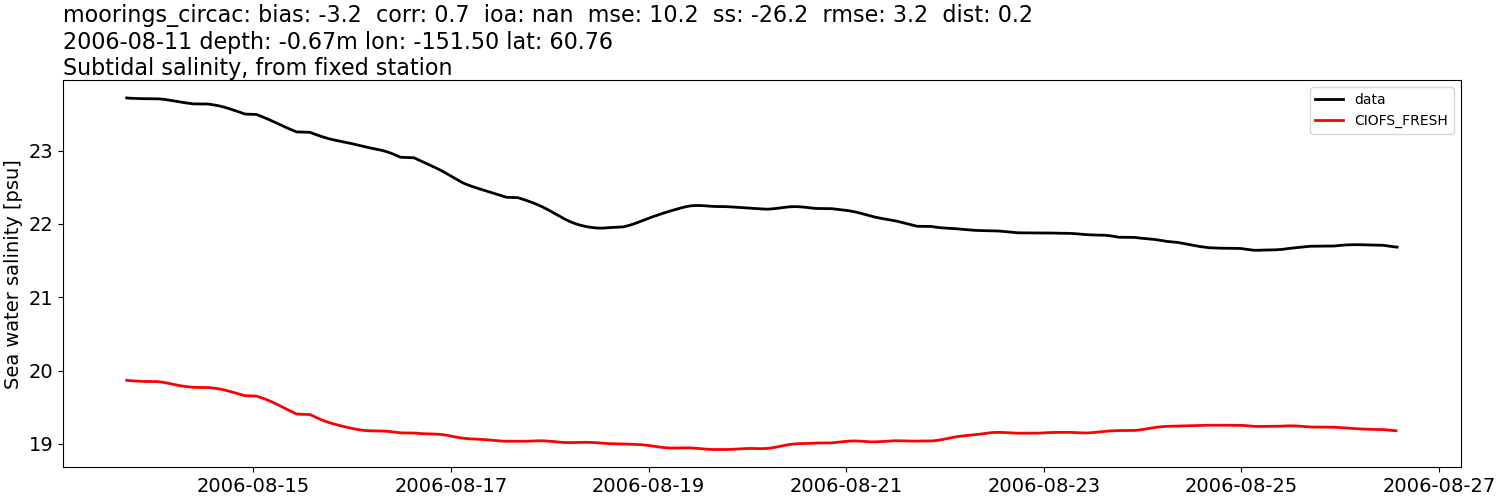 moorings_circac: bias: -3.2  corr: 0.7  ioa: nan  mse: 10.2  ss: -26.2  rmse: 3.2  dist: 0.2
2006-08-11 depth: -0.67m lon: -151.50 lat: 60.76
Subtidal salinity, from fixed station
data
CIOFS_FRESH
Sea water salinity [psu]
23
22
21
20
19
2006-08-15
2006-08-17
2006-08-19
2006-08-21
2006-08-23
2006-08-25
2006-08-27